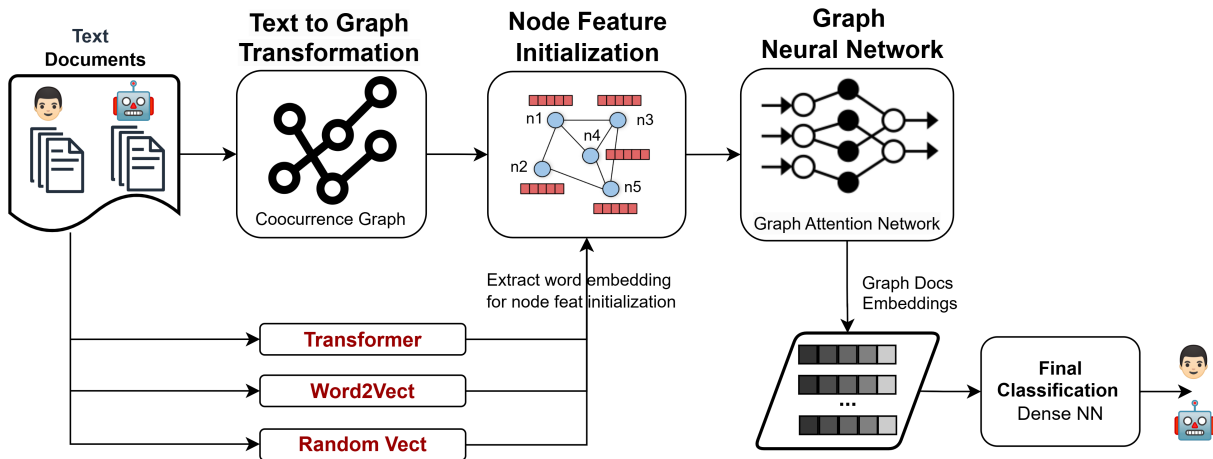 Text
Documents
Text to Graph
Transformation
Coocurrence Graph
Node Feature
Initialization
n1
n3
n4
n2
n5
Graph
Neural Network
Graph Attention Network
Extract word embedding
for node feat initialization
Transformer
Word2Vect
Random Vect
Graph Docs
Embeddings
...
Final
Classification
Dense NN